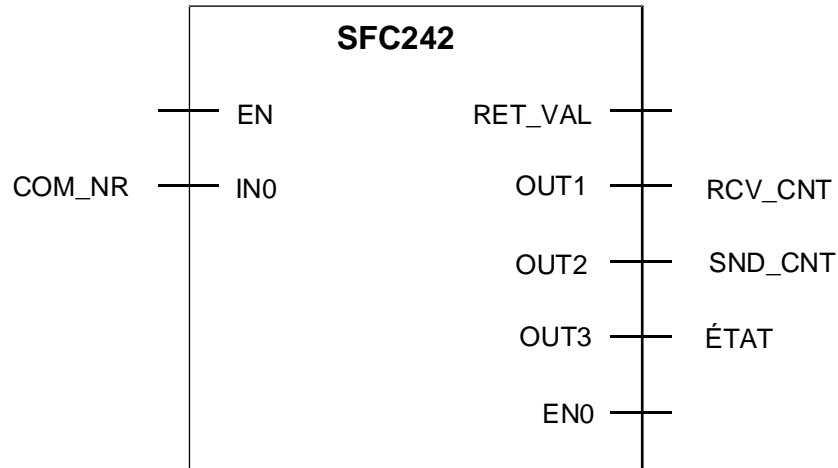 SFC242
EN RET_VAL
COM_NR IN0 OUT1 RCV_CNT
OUT2 SND_CNT
OUT3 ÉTAT
EN0